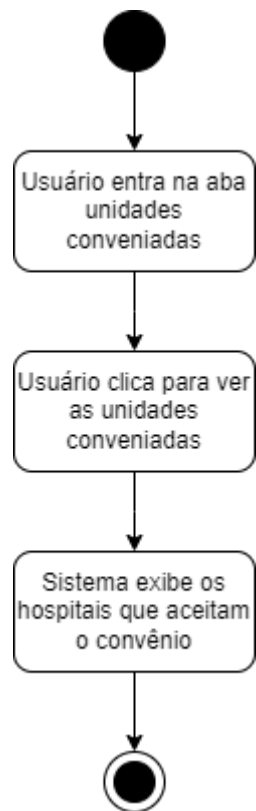 Usuário entra na aba
unidades
conveniadas
Usuário clica para ver
as unidades
conveniadas
Sistema exibe os
hospitais que aceitam
o convênio